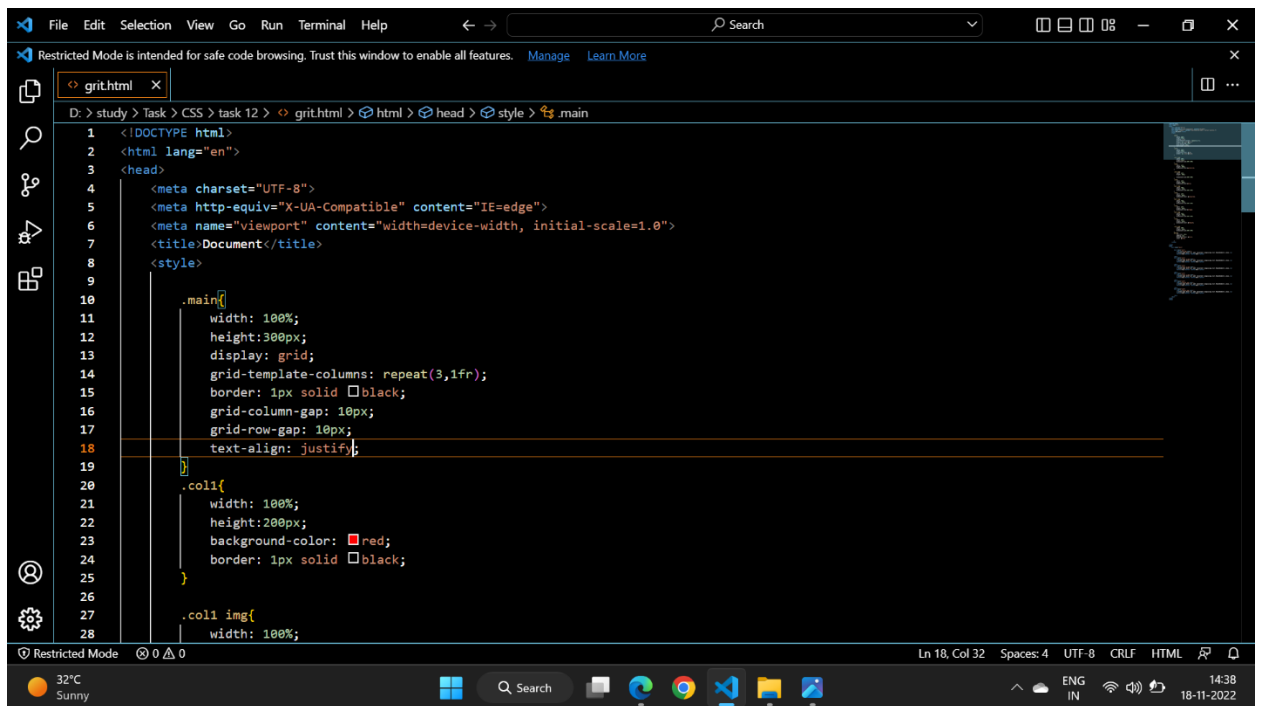 File Edit Selection View Go Run Terminal Help Search
Restricted Mode is intended for safe code browsing. Trust this window to enable all features. Manage Learn More
grit.html
D: > study > Task > CSS > task 12 > grit.html > html > head > style > .main
1 <!DOCTYPE html>
2 <html lang="en">
3 <head>
4 <meta charset="UTF-8">
5 <meta http-equiv="X-UA-Compatible" content="IE=edge">
6 <meta name="viewport" content="width=device-width, initial-scale=1.0">
7 <title>Document</title>
8 <style>
9
10 .main{
11 width: 100%;
12 height:300px;
13 display: grid;
14 grid-template-columns: repeat(3,1fr);
15 border: 1px solid black;
16 grid-column-gap: 10px;
17 grid-row-gap: 10px;
18 text-align: justify;
19 }
20 .col1{
21 width: 100%;
22 height:200px;
23 background-color: red;
24 border: 1px solid black;
25 }
26
27 .col1 img{
28 width: 100%;
Restricted Mode 0 0 Ln 18, Col 32 Spaces: 4 UTF-8 CRLF HTML
32°C
Sunny
Search
ENG
IN
14:38
18-11-2022